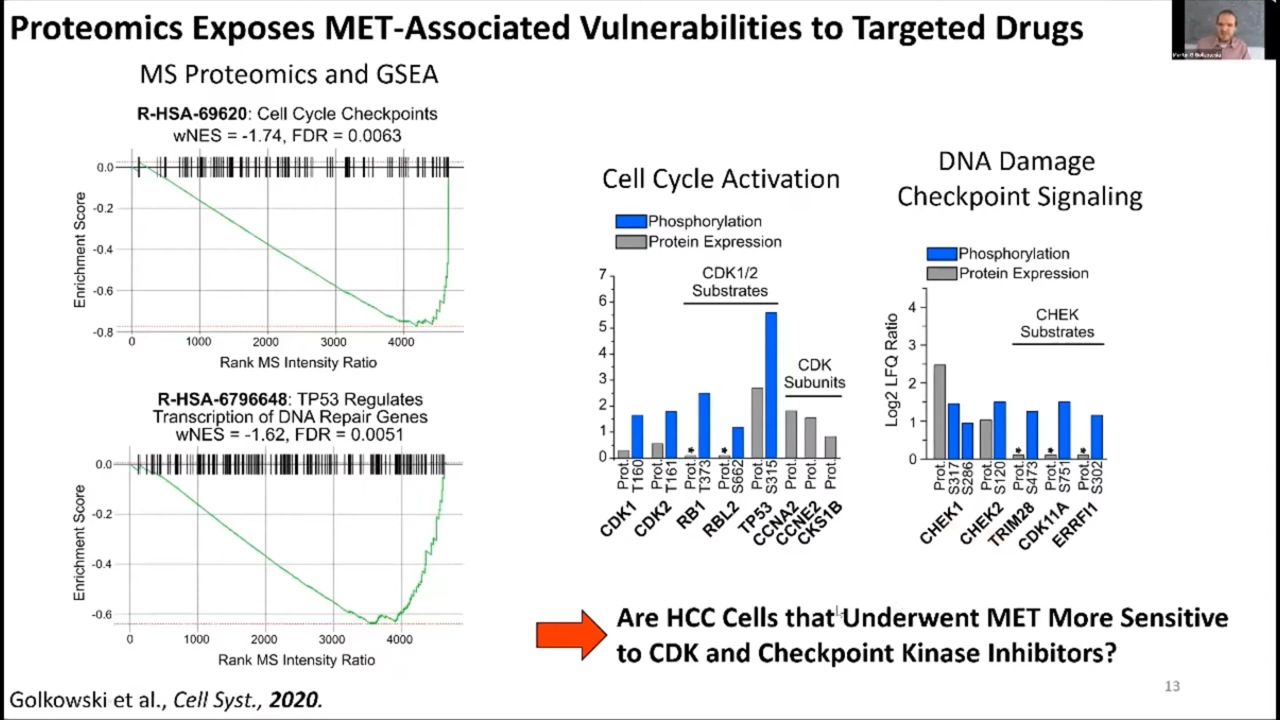 Proteomics Exposes MET-Associated Vulnerabilities to Targeted Drugs
MS Proteomics and GSEA
R-HSA-69620: Cell Cycle Checkpoints
wNES = -1.74, FDR = 0.0063
Enrichment Score
0.0
-0.2
-0.4
-0.6
-0.8
0 1000 2000 3000 4000
Rank MS Intensity Ratio
R-HSA-6796648: TP53 Regulates
Transcription of DNA Repair Genes
wNES = -1.62, FDR = 0.0051
Enrichment Score
0.0
-0.2
-0.4
-0.6
0 1000 2000 3000 4000
Rank MS Intensity Ratio
Cell Cycle Activation
Phosphorylation
Protein Expression
CDK1/2
Substrates
CDK
Subunits
7
6
5
4
3
2
1
0
* *
Prot. T160 Prot. T161 Prot. T373 Prot. S662 Prot. S315 Prot. Prot. Prot.
CDK1 CDK2 RB1 RBL2 TP53 CCNA2 CCNE2 CKS1B
DNA Damage
Checkpoint Signaling
Phosphorylation
Protein Expression
CHEK
Substrates
Log2 LFQ Ratio
4
3
2
1
0
* * *
Prot. S317 S286 Prot. S120 Prot. S473 Prot. S751 Prot. S302
CHEK1 CHEK2 TRIM28 CDK11A ERRFI1
Are HCC Cells that Underwent MET More Sensitive
to CDK and Checkpoint Kinase Inhibitors?
13
Golkowski et al., Cell Syst., 2020.